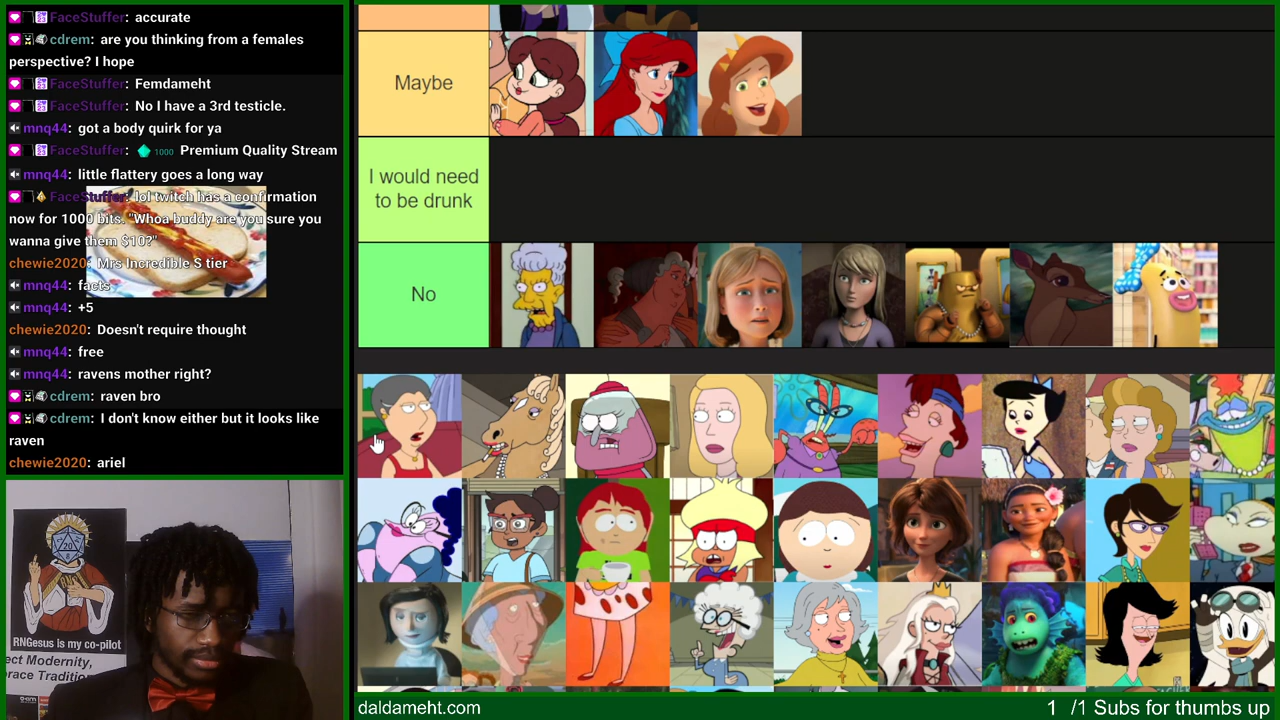 FaceStuffer: accurate
cdrem: are you thinking from a females
perspective? I hope
FaceStuffer: Femdameht
FaceStuffer: No I have a 3rd testicle.
mnq44: got a body quirk for ya
FaceStuffer: 1000 Premium Quality Stream
mnq44: little flattery goes a long way
FaceStuffer: lol twitch has a confirmation
now for 1000 bits. "Whoa buddy are you sure you
wanna give them $10?"
chewie2020: Mrs Incredible S tier
mnq44: facts
mnq44: +5
chewie2020: Doesn't require thought
mnq44: free
mnq44: ravens mother right?
cdrem: raven bro
cdrem: I don't know either but it looks like
raven
chewie2020: ariel
Maybe
I would need
to be drunk
No
20
RNGesus is my co-pilot
ect Modernity,
race Traditio
daldameht.com
1 /1 Subs for thumbs up